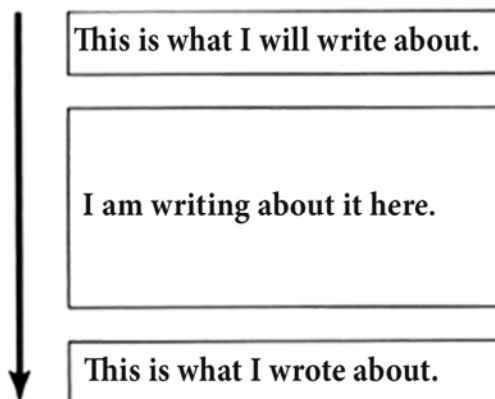 This is what I will write about.
I am writing about it here.
This is what I wrote about.